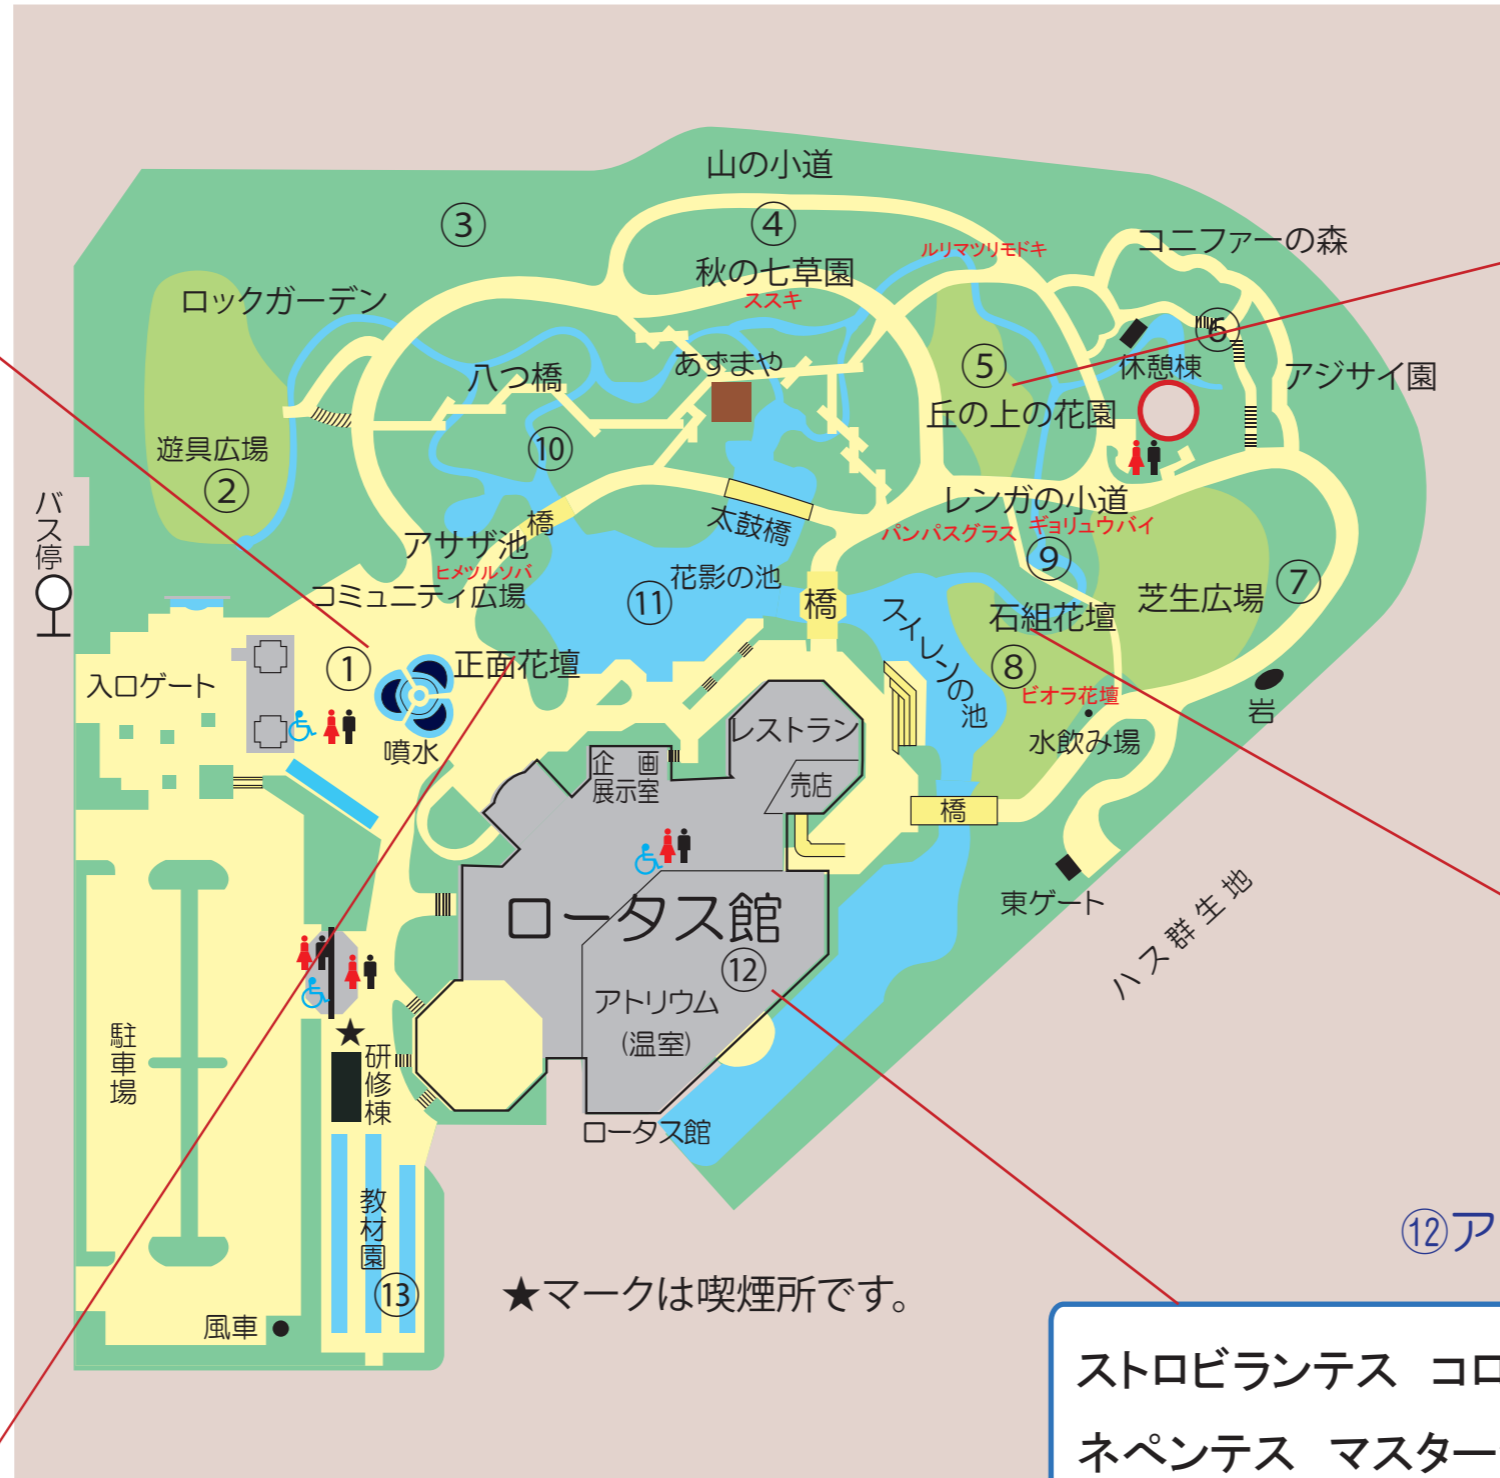 山の小道
③
④
コニファーの森
ルリマツリモドキ
秋の七草園
ススキ
ロックガーデン
⑥
あずまや
⑤
休憩棟
アジサイ園
八つ橋
丘の上の花園
遊具広場
②
⑩
バス停
レンガの小道
太鼓橋
橋
パンパスグラス
ギョリュウバイ
アサザ池
ヒメツルソバ
⑨
花影の池
コミュニティ広場
⑪
橋
スイレンの池
石組花壇
芝生広場
⑦
入口ゲート
①
正面花壇
⑧
ビオラ花壇
岩
噴水
水飲み場
レストラン
企画
展示室
売店
橋
東ゲート
ハス群生地
ロータス館
⑫
アトリウム
(温室)
駐車場
★
研修棟
ロータス館
教材園
⑬
⑫ア
★マークは喫煙所です。
風車
ストロビランテス コロ
ネペンテス マスター